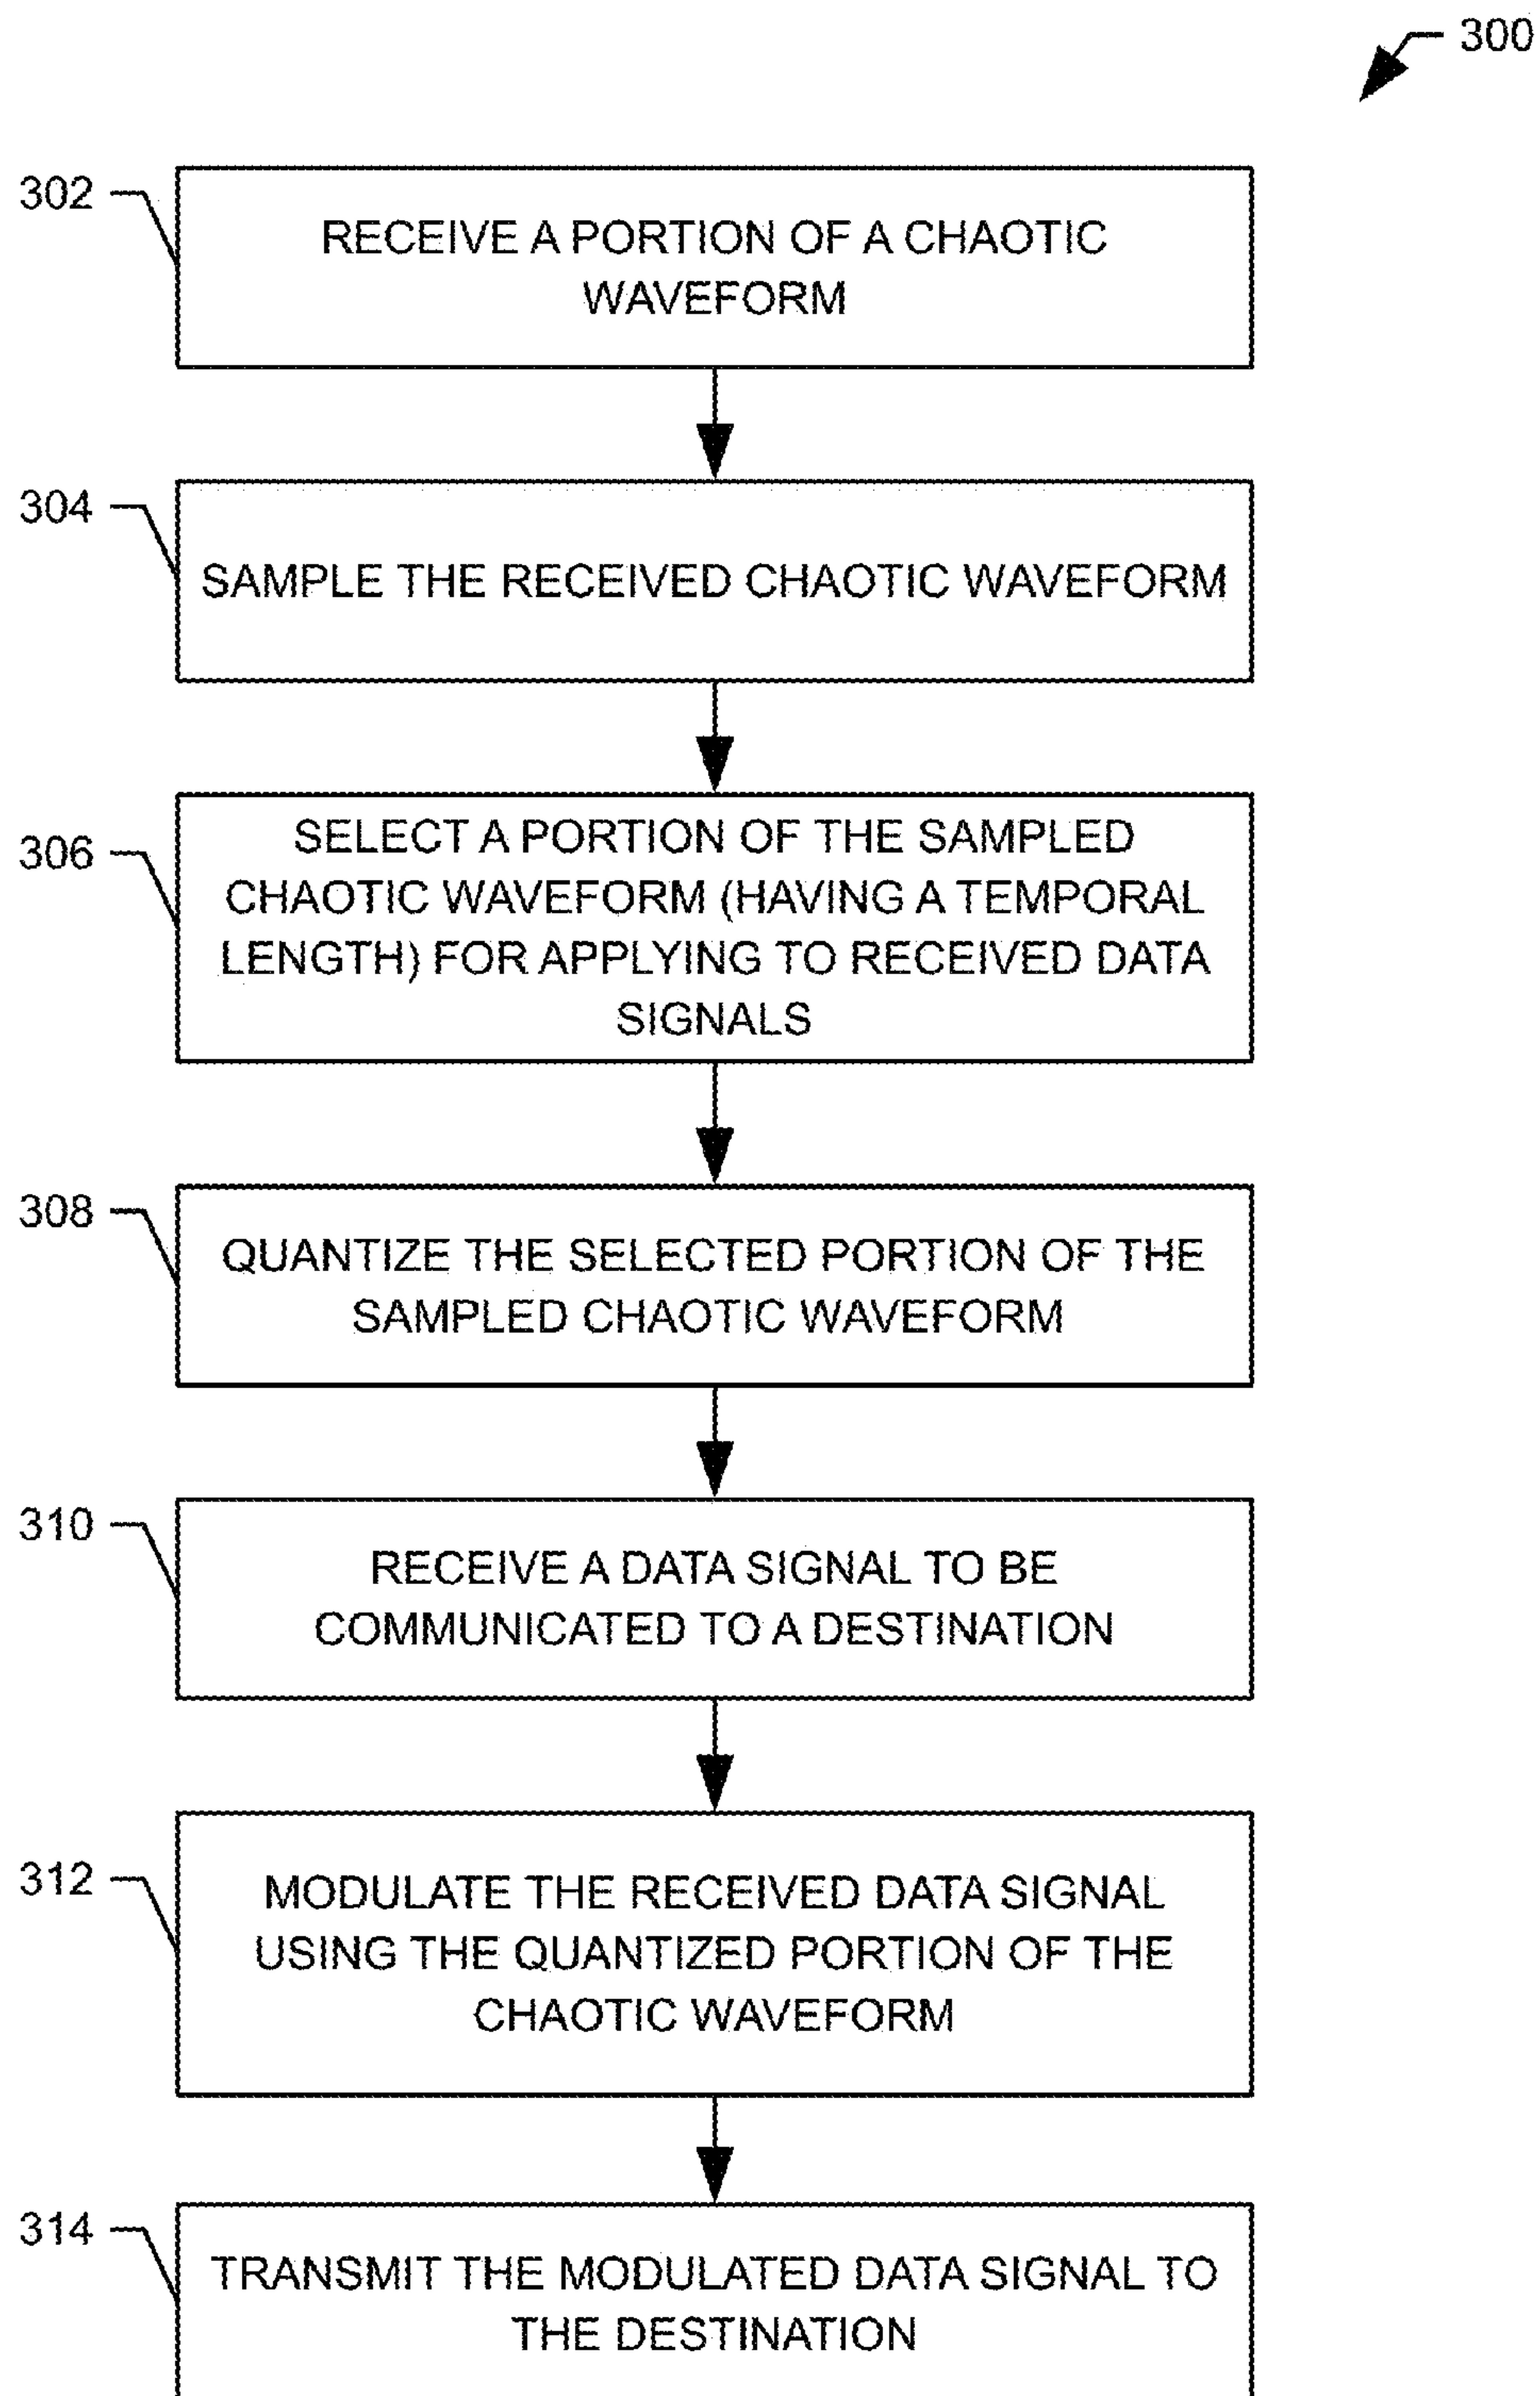 300
302
RECEIVE A PORTION OF A CHAOTIC
WAVEFORM
304
SAMPLE THE RECEIVED CHAOTIC WAVEFORM
306
SELECT A PORTION OF THE SAMPLED
CHAOTIC WAVEFORM (HAVING A TEMPORAL
LENGTH) FOR APPLYING TO RECEIVED DATA
SIGNALS
308
QUANTIZE THE SELECTED PORTION OF THE
SAMPLED CHAOTIC WAVEFORM
310
RECEIVE A DATA SIGNAL TO BE
COMMUNICATED TO A DESTINATION
312
MODULATE THE RECEIVED DATA SIGNAL
USING THE QUANTIZED PORTION OF THE
CHAOTIC WAVEFORM
314
TRANSMIT THE MODULATED DATA SIGNAL TO
THE DESTINATION